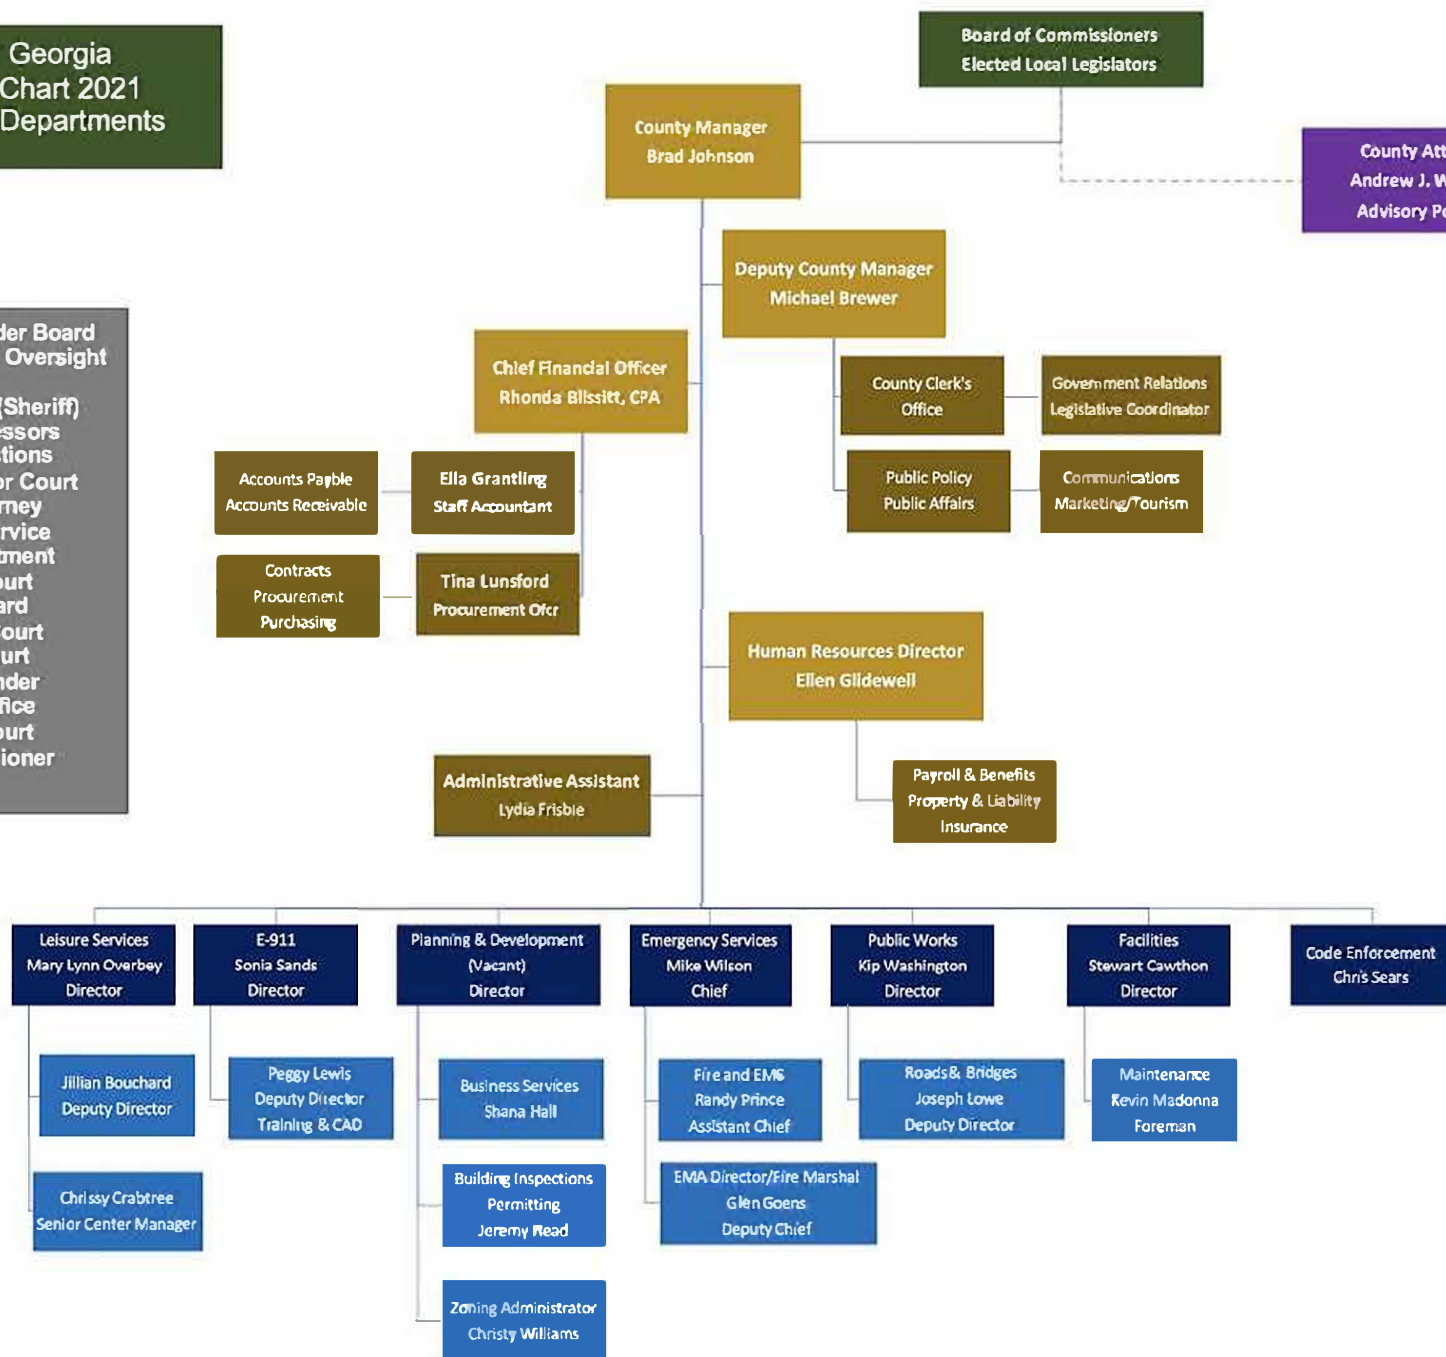 Georgia
Chart 2021
Departments
Board of Commissioners
Elected Local Legislators
County Manager
Brad Johnson
County Att
Andrew J. W
Advisory Po
Deputy County Manager
Michael Brewer
der Board
Oversight
(Sheriff)
essors
ctions
or Court
rney
ervice
tment
ourt
ard
Court
urt
nder
fice
ourt
ioner
Chief Financial Officer
Rhonda Blissitt, CPA
County Clerk's
Office
Government Relations
Legislative Coordinator
Accounts Payble
Accounts Receivable
Ella Grantling
Staff Accountant
Public Policy
Public Affairs
Communications
Marketing/Tourism
Contracts
Procurement
Purchasing
Tina Lunsford
Procurement Ofcr
Human Resources Director
Ellen Glidewell
Administrative Assistant
Lydia Frisbie
Payroll & Benefits
Property & Liability
Insurance
Leisure Services
Mary Lynn Overbey
Director
E-911
Sonia Sands
Director
Planning & Development
(Vacant)
Director
Emergency Services
Mike Wilson
Chief
Public Works
Kip Washington
Director
Facilities
Stewart Cawthon
Director
Code Enforcement
Chris Sears
Jillian Bouchard
Deputy Director
Peggy Lewis
Deputy Director
Training & CAD
Business Services
Shana Hall
Fire and EMS
Randy Prince
Assistant Chief
Roads & Bridges
Joseph Lowe
Deputy Director
Maintenance
Kevin Madonna
Foreman
Chrissy Crabtree
Senior Center Manager
Building Inspections
Permitting
Jeremy Read
EMA Director/Fire Marshal
Glen Goens
Deputy Chief
Zoning Administrator
Christy Williams